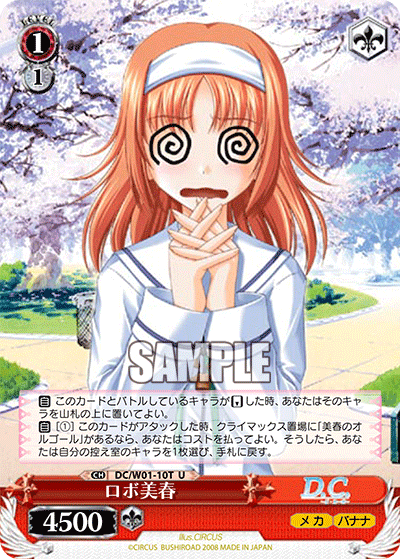 LEVEL
1
1
SAMPLE
【自】 このカードとバトルしているキャラが【リバース】した時、あなたはそのキャ
ラを山札の上に置いてよい。
【自】［①］ このカードがアタックした時、クライマックス置場に「美春のオ
ルゴール」があるなら、あなたはコストを払ってよい。そうしたら、あ
なたは自分の控え室のキャラを1枚選び、手札に戻す。
CH DC/W01-10T U
ロボ美春
D.C.
4500
メカ
バナナ
Illus.CIRCUS
©CIRCUS BUSHIROAD 2008 MADE IN JAPAN